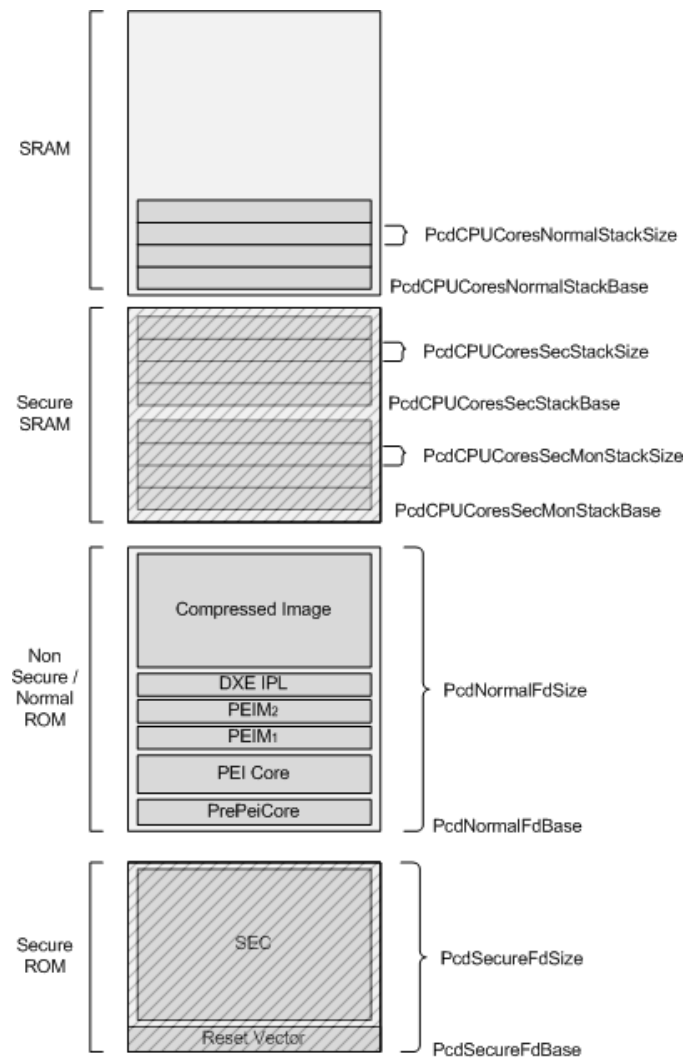 SRAM
PcdCPUCoresNormalStackSize
PcdCPUCoresNormalStackBase
Secure
SRAM
PcdCPUCoresSecStackSize
PcdCPUCoresSecStackBase
PcdCPUCoresSecMonStackSize
PcdCPUCoresSecMonStackBase
Non
Secure /
Normal
ROM
Compressed Image
DXE IPL
PEIM2
PEIM1
PEI Core
PrePeiCore
PcdNormalFdSize
PcdNormalFdBase
Secure
ROM
SEC
Reset Vector
PcdSecureFdSize
PcdSecureFdBase